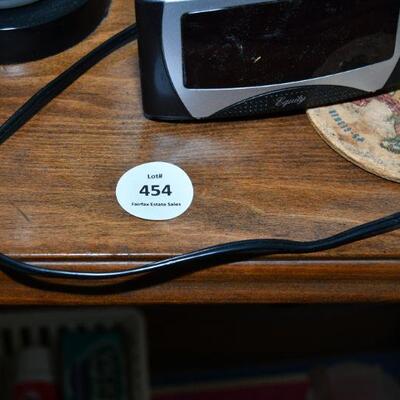 Equity
Lot#
454
Fairfax Estate Sales